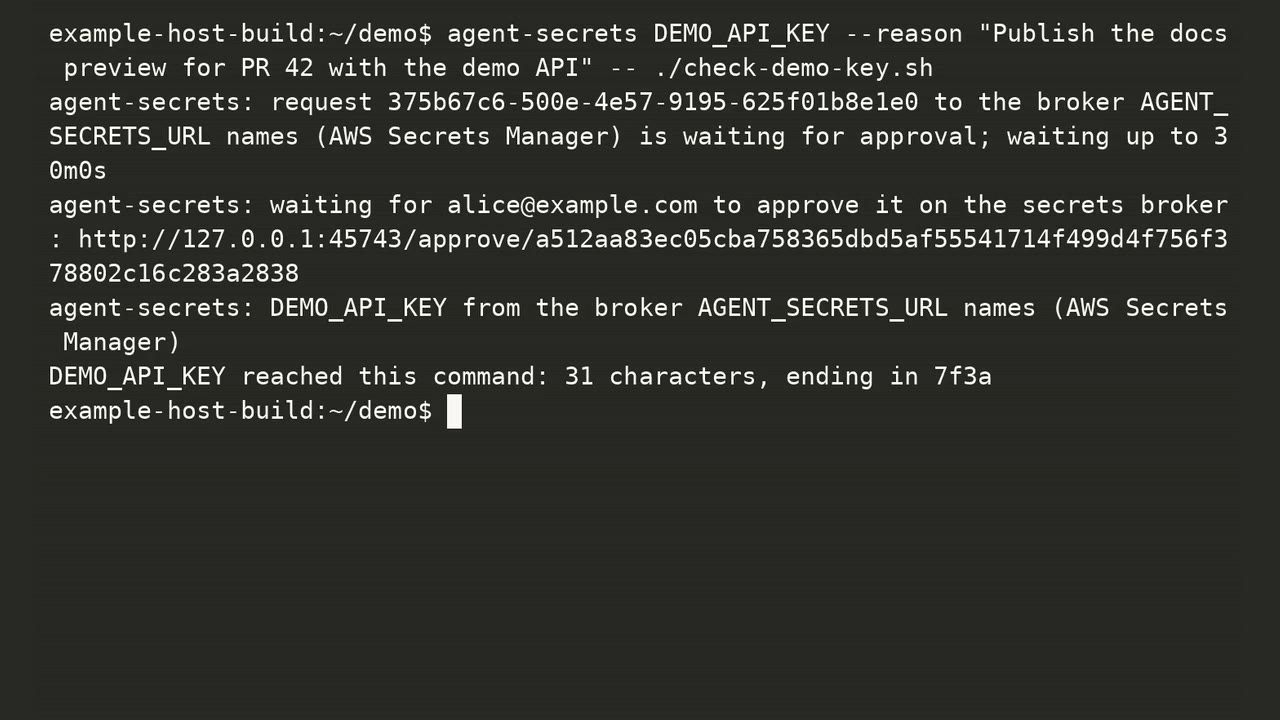 example-host-build:~/demo$ agent-secrets DEMO_API_KEY --reason "Publish the docs
 preview for PR 42 with the demo API" -- ./check-demo-key.sh
agent-secrets: request 375b67c6-500e-4e57-9195-625f01b8e1e0 to the broker AGENT_
SECRETS_URL names (AWS Secrets Manager) is waiting for approval; waiting up to 3
0m0s
agent-secrets: waiting for alice@example.com to approve it on the secrets broker
: http://127.0.0.1:45743/approve/a512aa83ec05cba758365dbd5af55541714f499d4f756f3
78802c16c283a2838
agent-secrets: DEMO_API_KEY from the broker AGENT_SECRETS_URL names (AWS Secrets
 Manager)
DEMO_API_KEY reached this command: 31 characters, ending in 7f3a
example-host-build:~/demo$